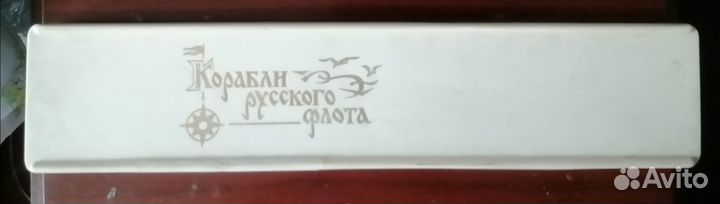 Корабли
русского
флота
Avito